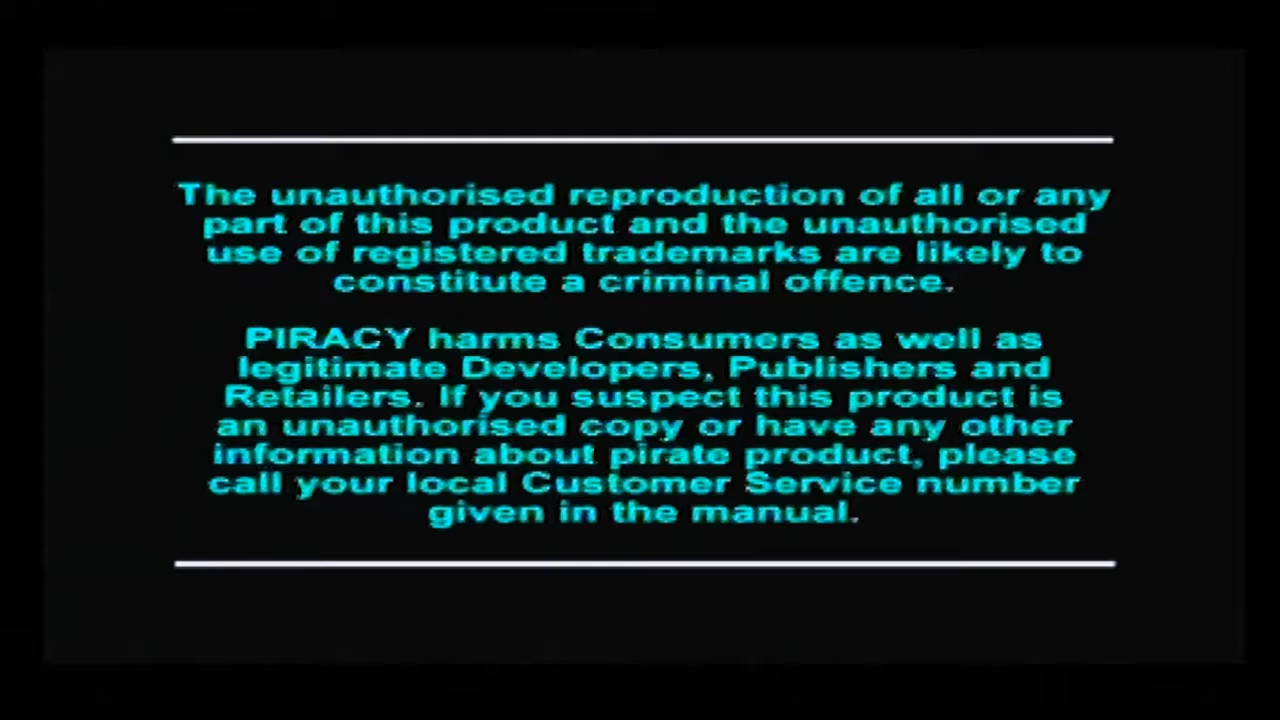 The unauthorised reproduction of all or any
part of this product and the unauthorised
use of registered trademarks are likely to
constitute a criminal offence.
PIRACY harms Consumers as well as
legitimate Developers, Publishers and
Retailers. If you suspect this product is
an unauthorised copy or have any other
information about pirate product, please
call your local Customer Service number
given in the manual.